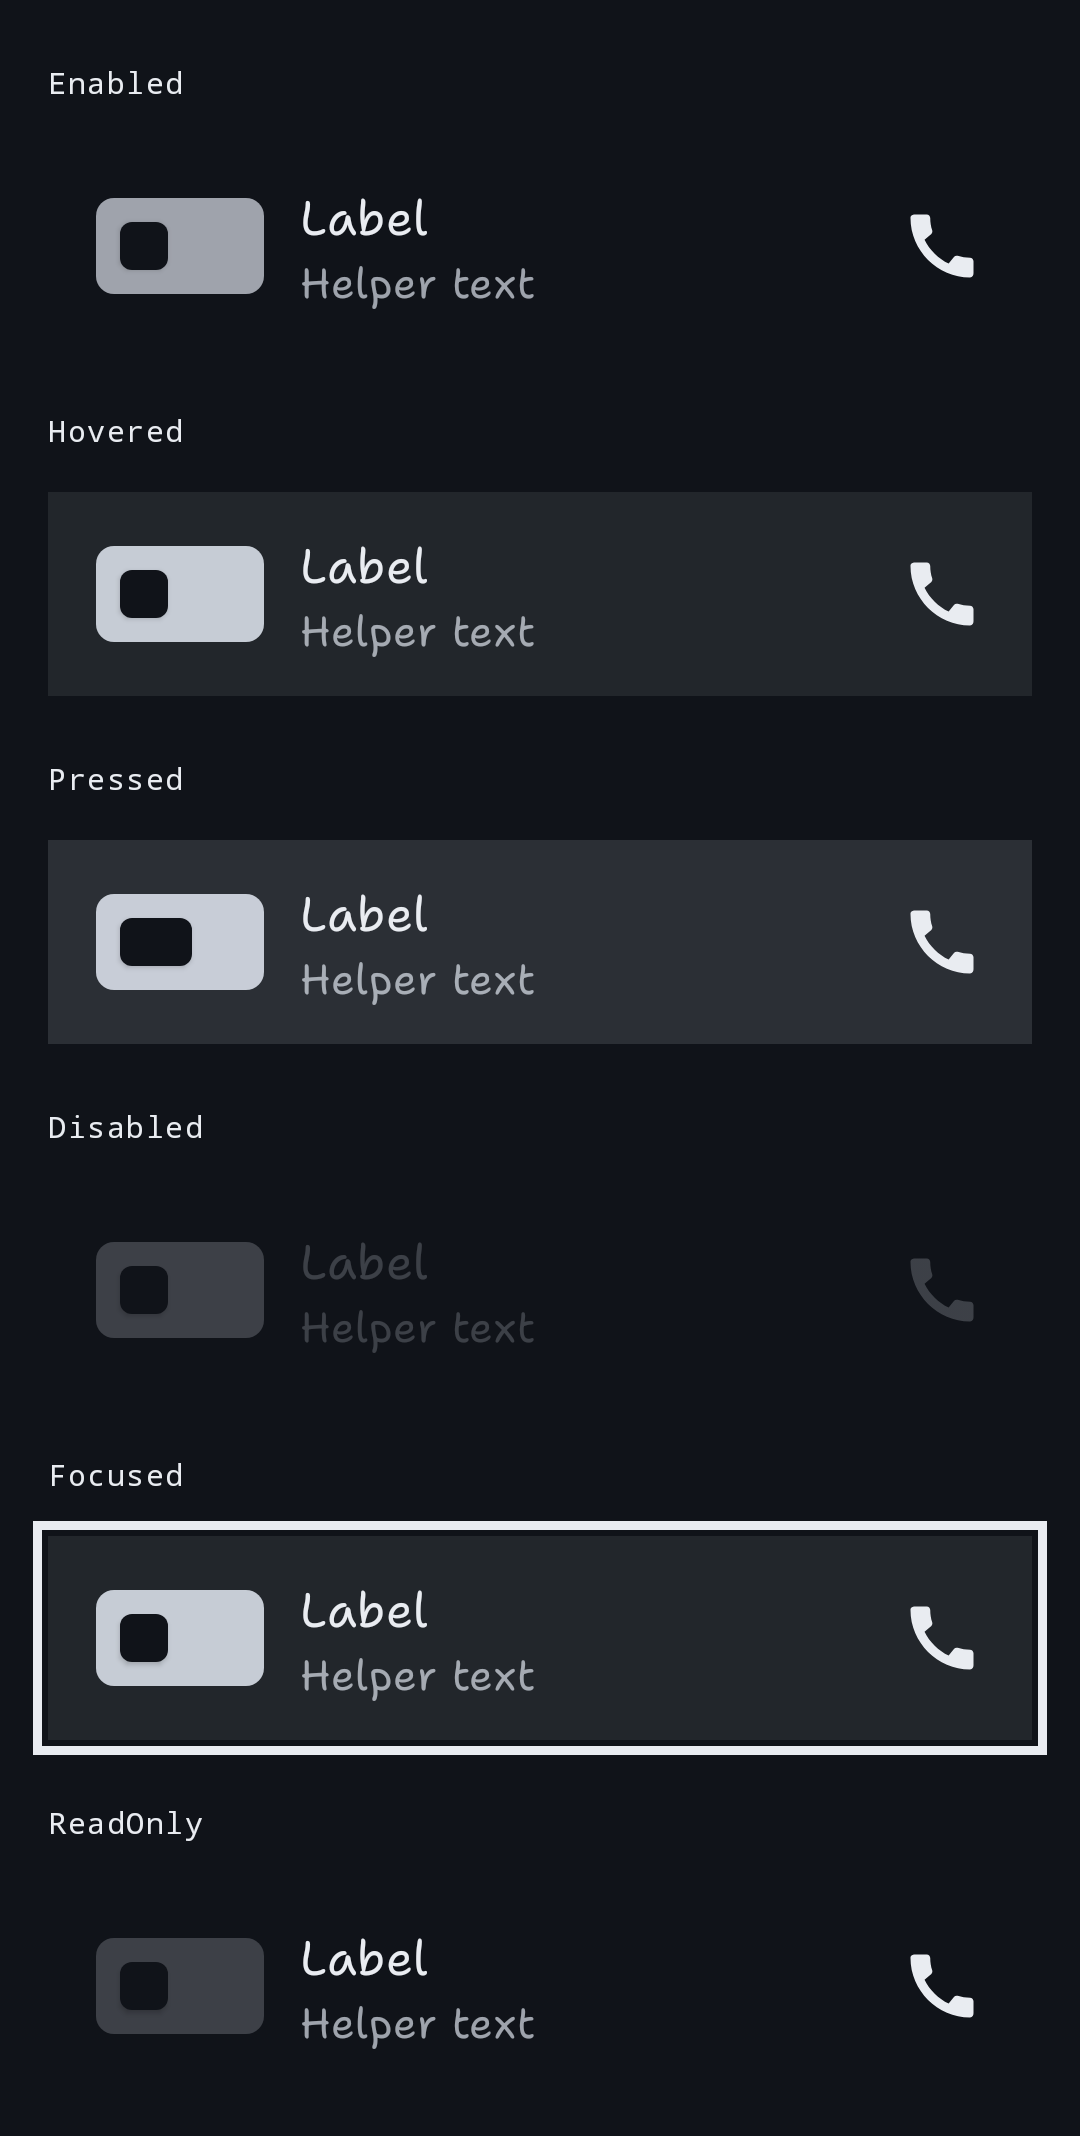 Enabled
Label
Helper text
Hovered
Label
Helper text
Pressed
Label
Helper text
Disabled
Label
Helper text
Focused
Label
Helper text
ReadOnly
Label
Helper text